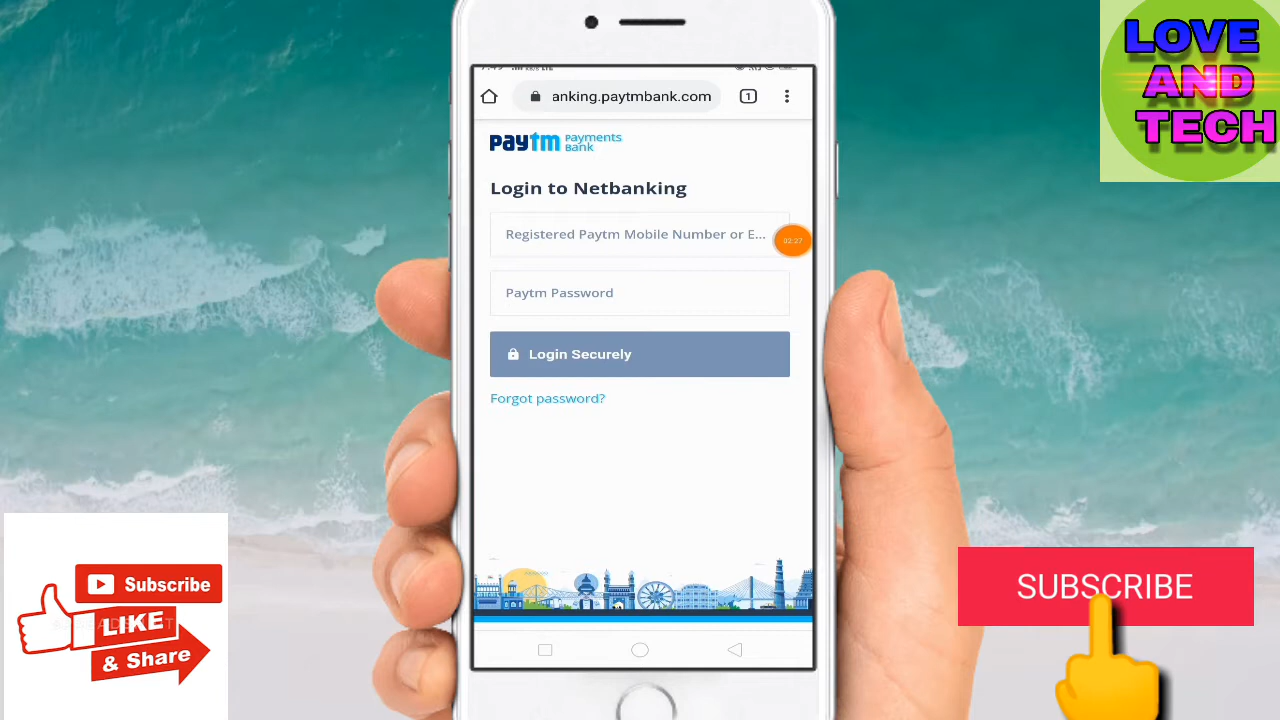 LOVE
AND
TECH
1
anking.paytmbank.com
paytm Payments
Bank
Login to Netbanking
Registered Paytm Mobile Number or E...
Paytm Password
Login Securely
Forgot password?
Subscribe
LIKE
& Share
SUBSCRIBE